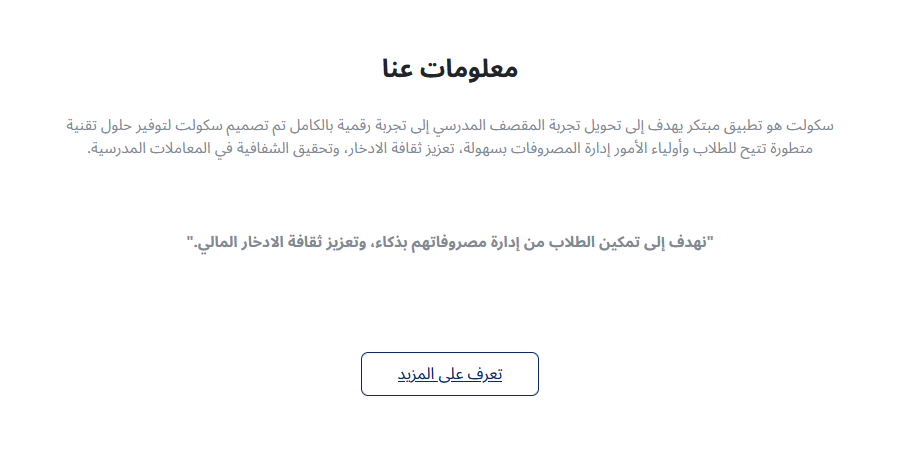 معلومات عنا
سكولت هو تطبيق مبتكر يهدف إلى تحويل تجربة المقصف المدرسي إلى تجربة رقمية بالكامل تم تصميم سكولت لتوفير حلول تقنية
متطورة تتيح للطلاب وأولياء الأمور إدارة المصروفات بسهولة، تعزيز ثقافة الادخار، وتحقيق الشفافية في المعاملات المدرسية.
"نهدف إلى تمكين الطلاب من إدارة مصروفاتهم بذكاء، وتعزيز ثقافة الادخار المالي."
تعرف على المزيد